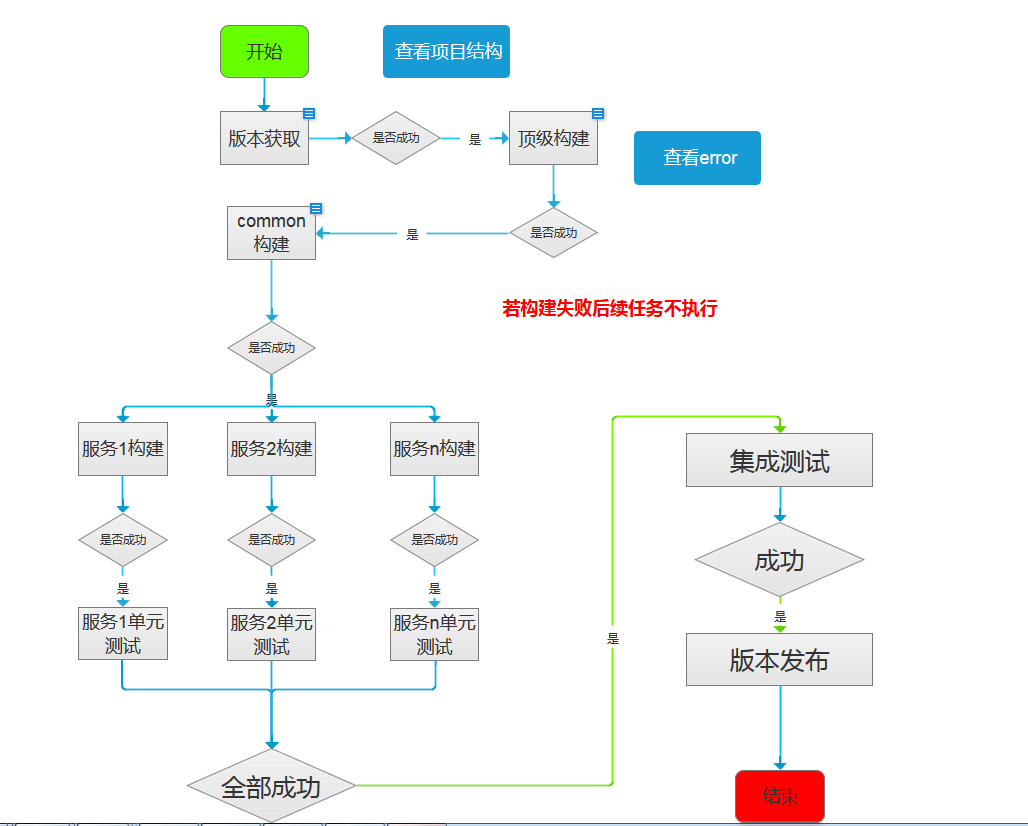 开始
查看项目结构
版本获取
是否成功
是
顶级构建
查看error
common
构建
是
是否成功
若构建失败后续任务不执行
是否成功
是
服务1构建
服务2构建
服务n构建
集成测试
是否成功
是否成功
是否成功
成功
是
是
是
是
服务1单元
测试
服务2单元
测试
服务n单元
测试
是
版本发布
全部成功
结束